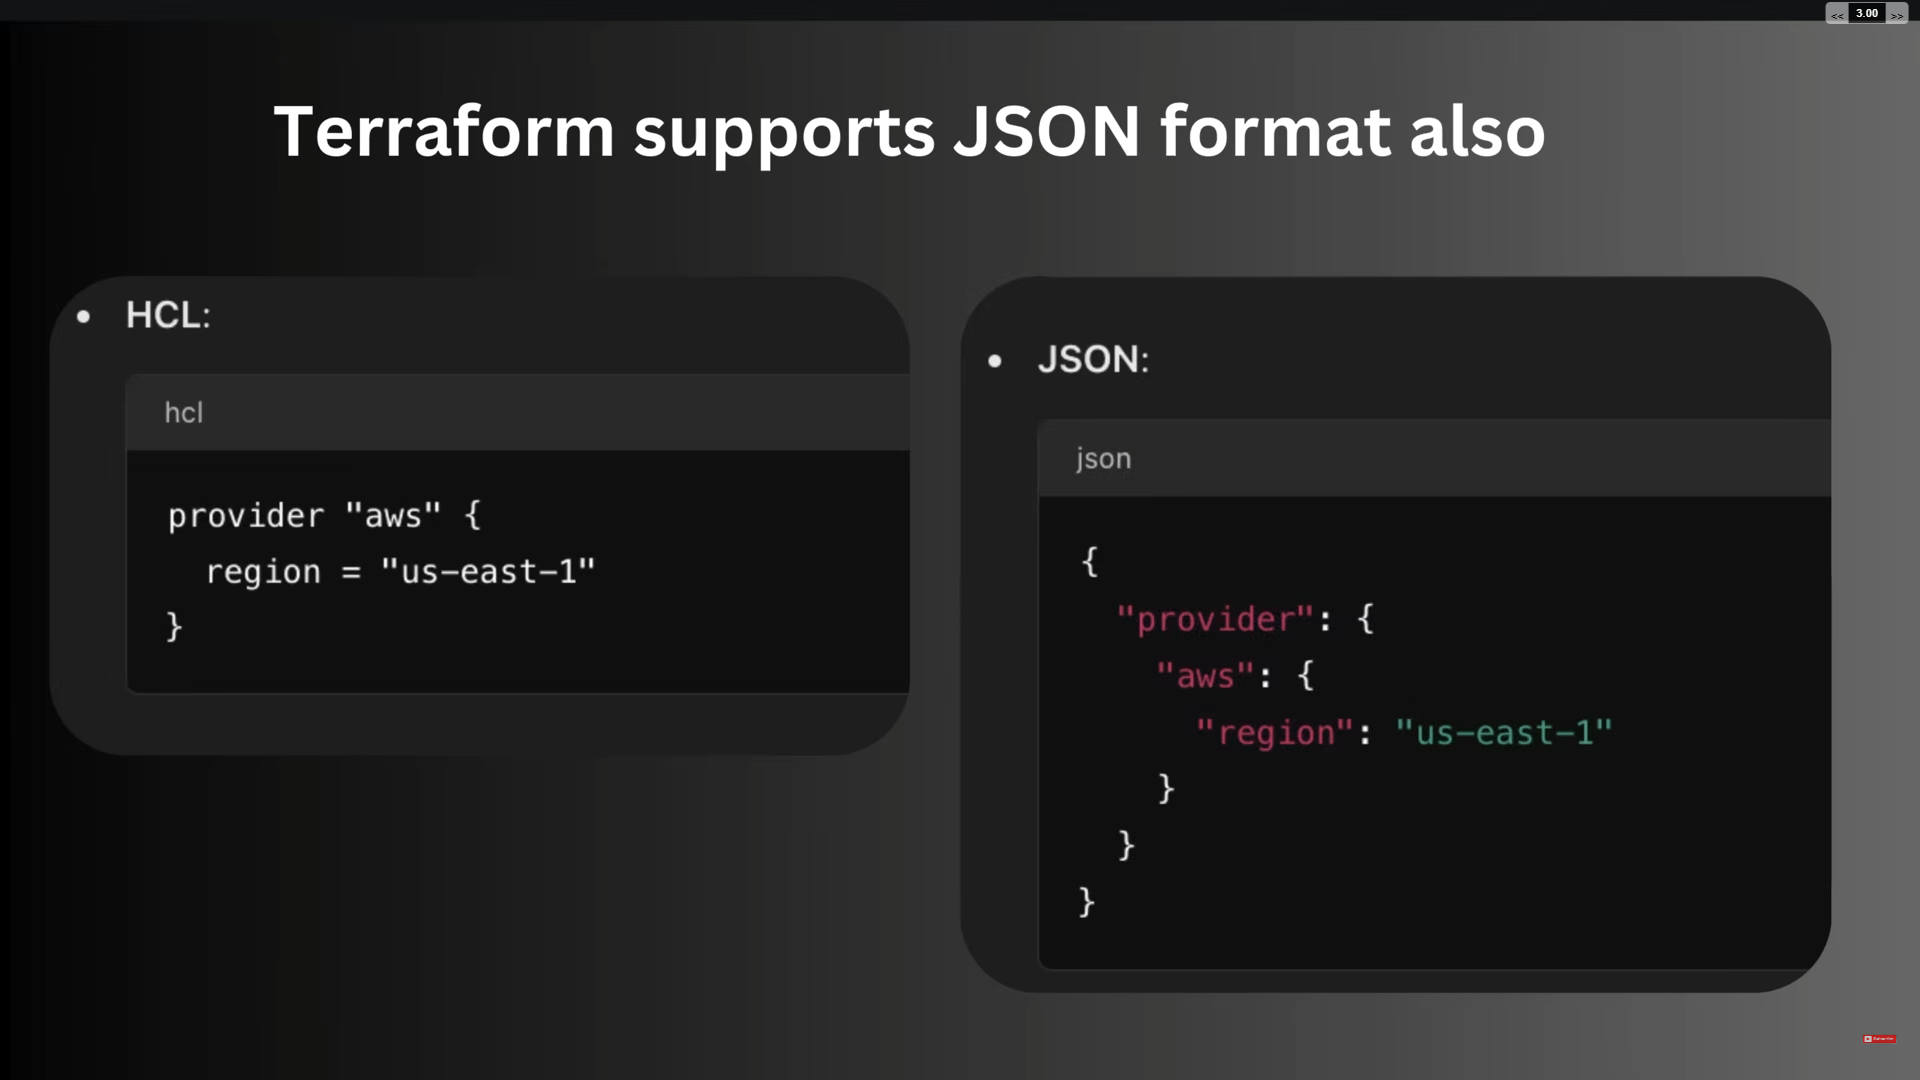 << 3.00 >>
Terraform supports JSON format also
• HCL:
hcl
provider "aws" {
  region = "us-east-1"
}
• JSON:
json
{
  "provider": {
    "aws": {
      "region": "us-east-1"
    }
  }
}